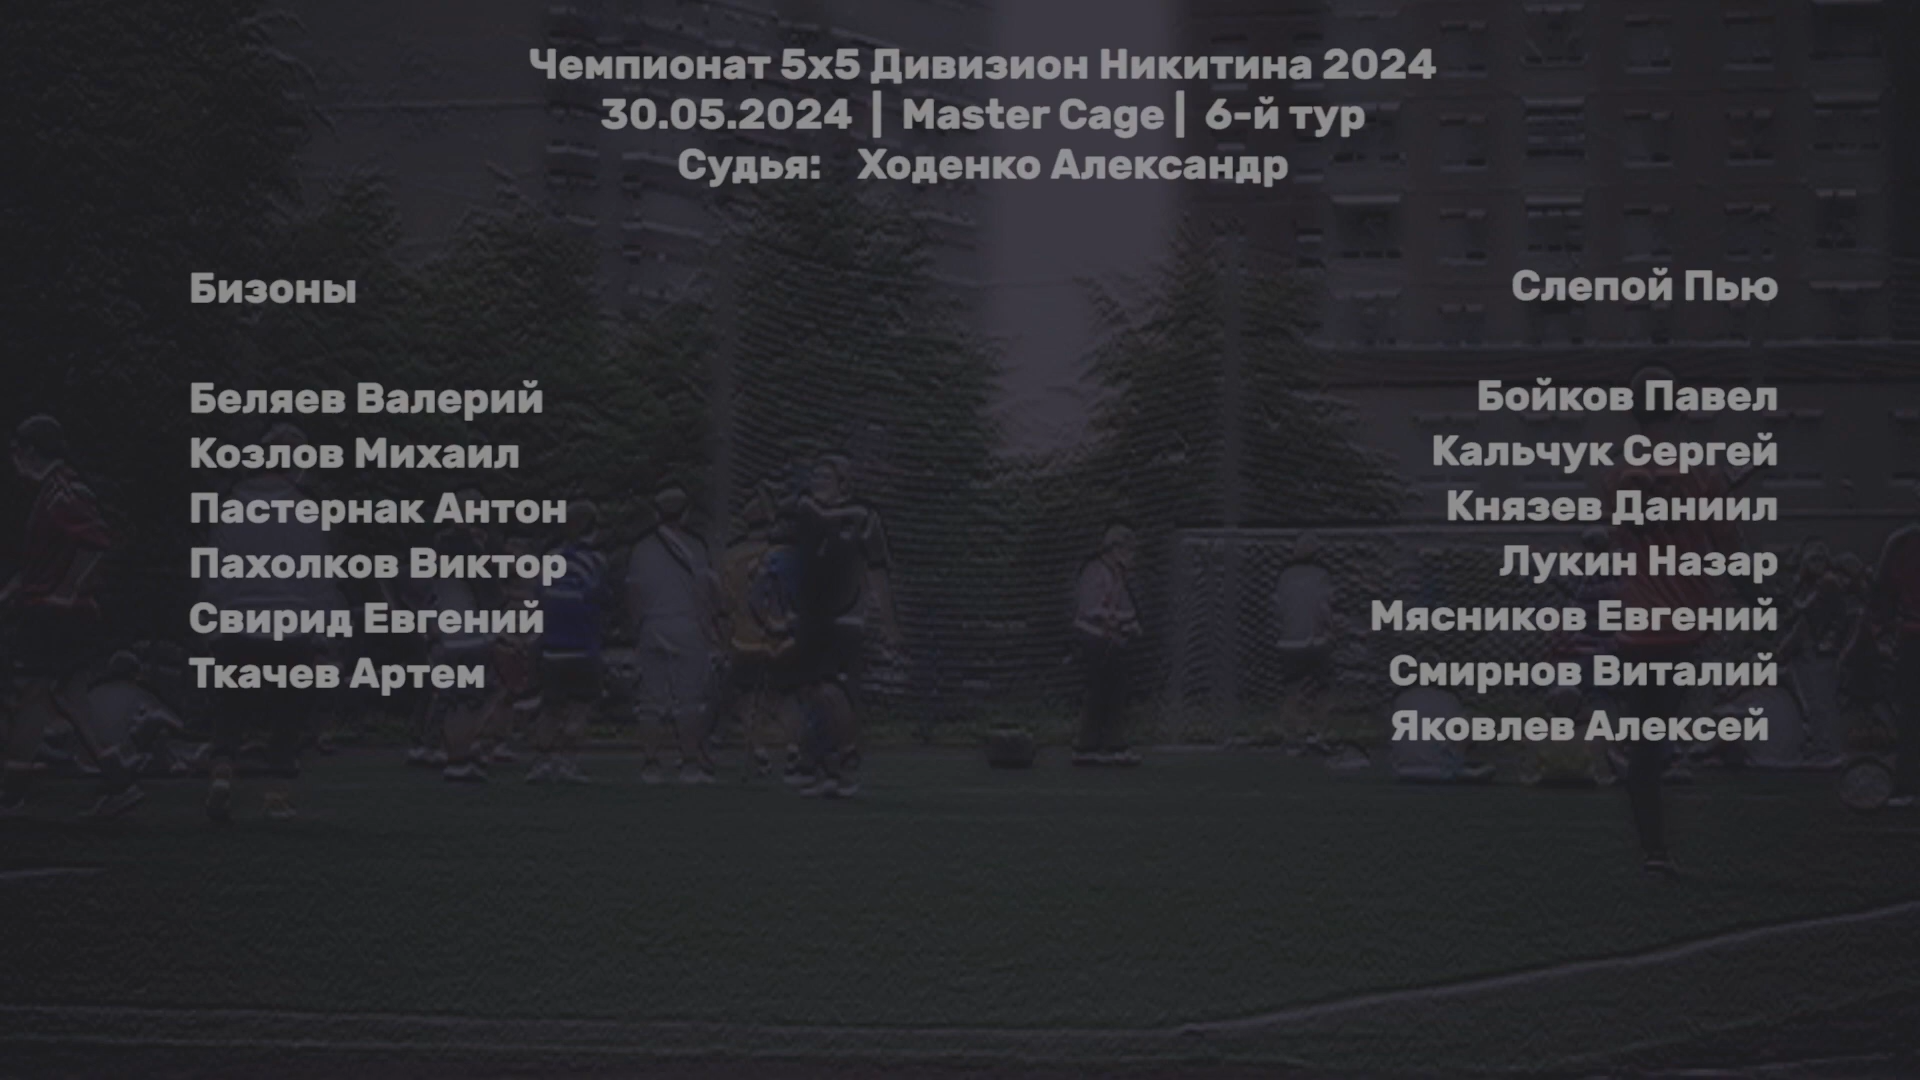 Чемпионат 5х5 Дивизион Никитина 2024
30.05.2024 | Master Cage | 6-й тур
Судья: Ходенко Александр
Бизоны
Беляев Валерий
Козлов Михаил
Пастернак Антон
Пахолков Виктор
Свирид Евгений
Ткачев Артем
Слепой Пью
Бойков Павел
Кальчук Сергей
Князев Даниил
Лукин Назар
Мясников Евгений
Смирнов Виталий
Яковлев Алексей